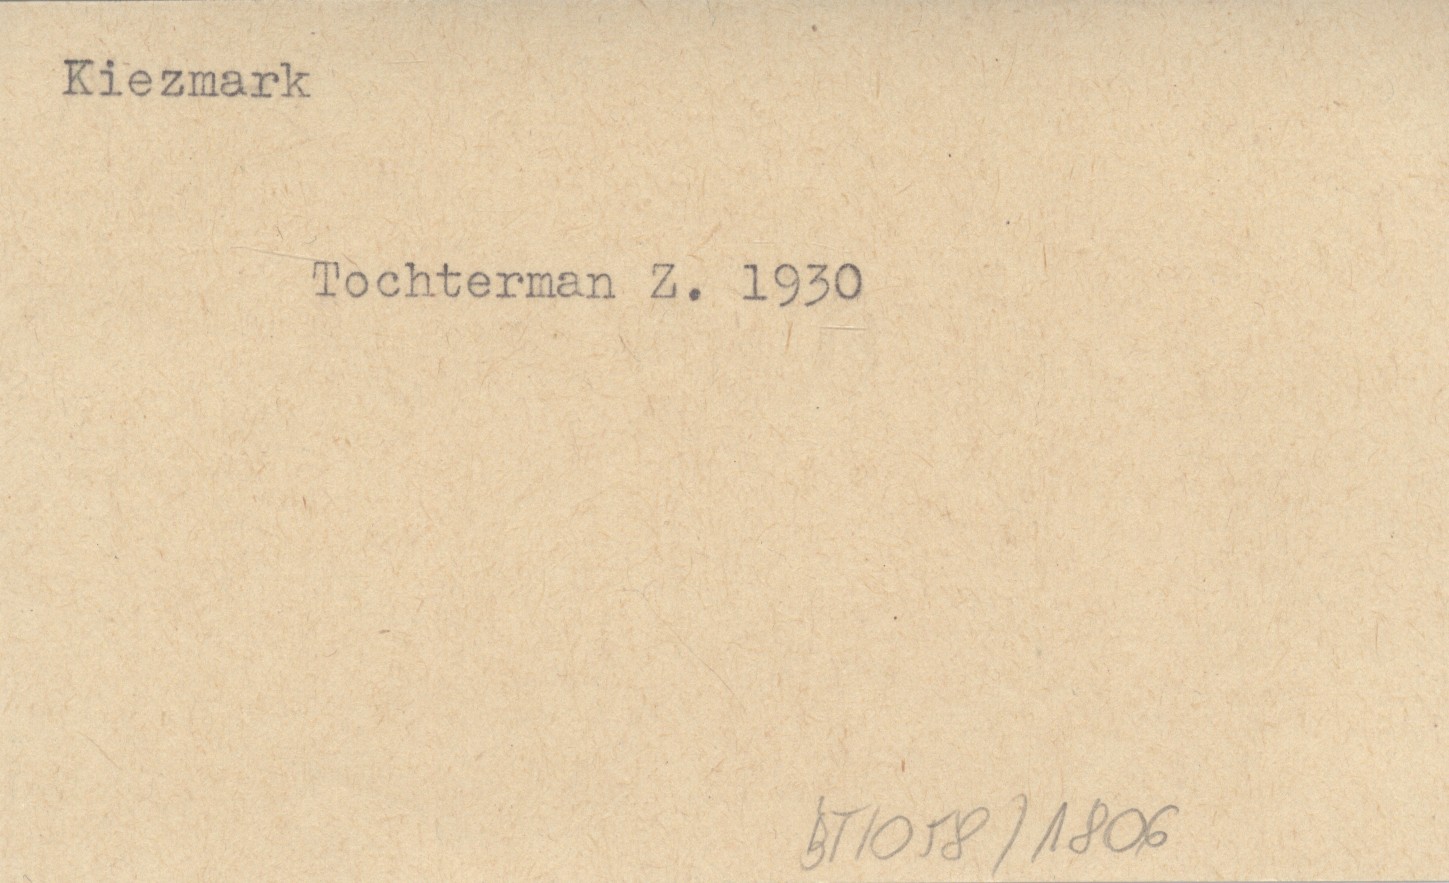 Kiezmark
Tochterman Z. 1930
BT1058/1806